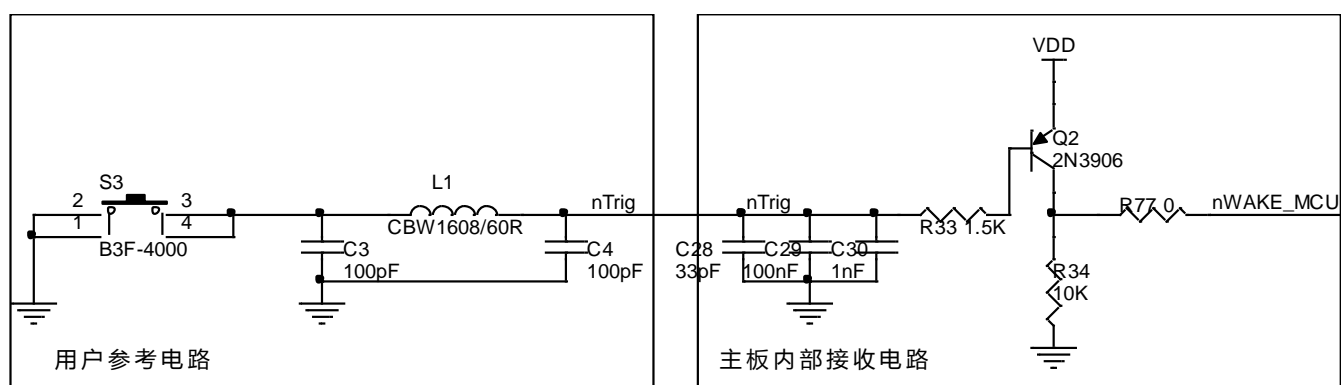 VDD
Q2
2N3906
S3
2 3
1 4
B3F-4000
L1
CBW1608/60R
nTrig
nTrig
R33 1.5K
R77 0
nWAKE_MCU
C3
100pF
C4
100pF
C28
33pF
C29
100nF
C30
1nF
R34
10K
用户参考电路
主板内部接收电路